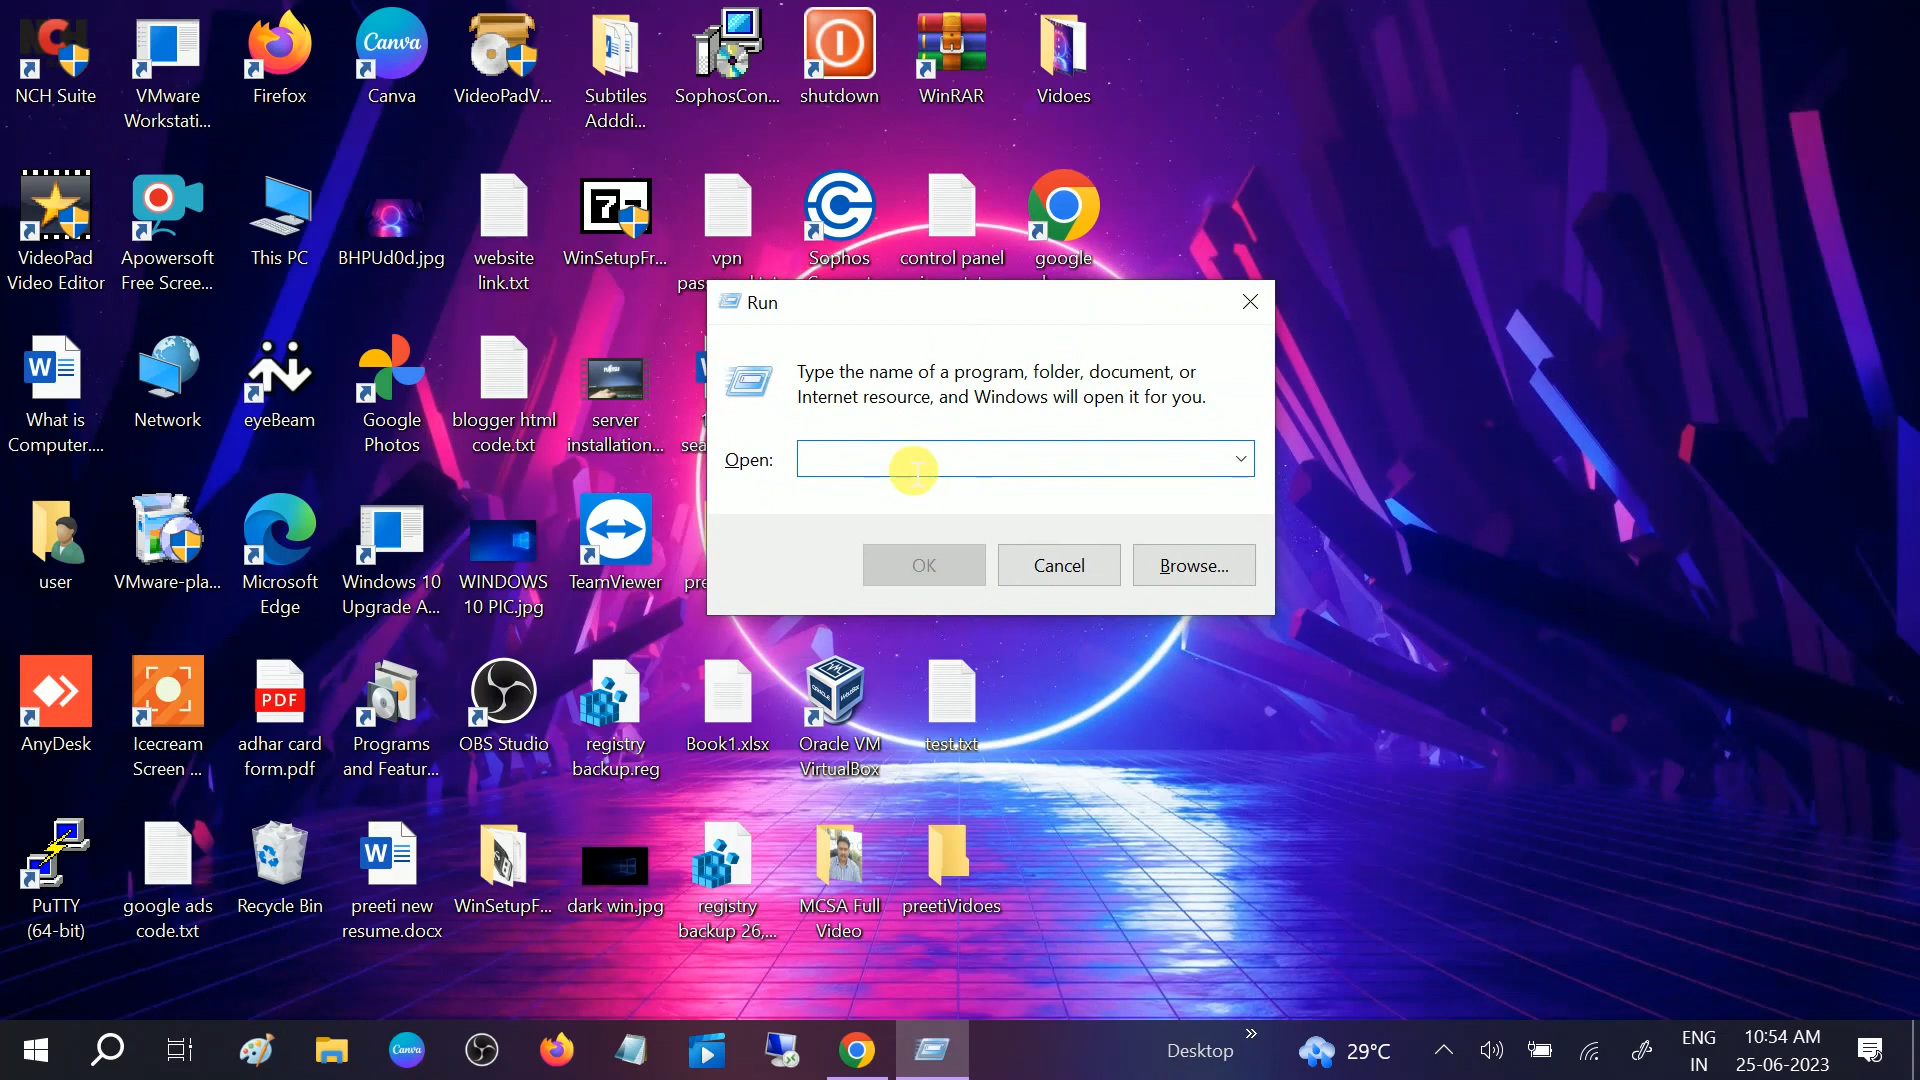 NCH Suite
VMware
Workstati...
Firefox
Canva
Canva
VideoPadV...
Subtiles
Adddi...
SophosCon...
shutdown
WinRAR
Vidoes
VideoPad
Video Editor
Apowersoft
Free Scree...
This PC
BHPUd0d.jpg
website
link.txt
WinSetupFr...
vpn
Sophos
control panel
google
What is
Computer....
Network
eyeBeam
Google
Photos
blogger html
code.txt
server
installation...
Run
Type the name of a program, folder, document, or
Internet resource, and Windows will open it for you.
Open:
OK
Cancel
Browse...
user
VMware-pla...
Microsoft
Edge
Windows 10
Upgrade A...
WINDOWS
10 PIC.jpg
TeamViewer
AnyDesk
Icecream
Screen ...
PDF
adhar card
form.pdf
Programs
and Featur...
OBS Studio
registry
backup.reg
Book1.xlsx
Oracle VM
VirtualBox
test.txt
PuTTY
(64-bit)
google ads
code.txt
Recycle Bin
preeti new
resume.docx
WinSetupF...
dark win.jpg
registry
backup 26,...
MCSA Full
Video
preetiVidoes
Canva
Desktop
29°C
ENG
IN
10:54 AM
25-06-2023